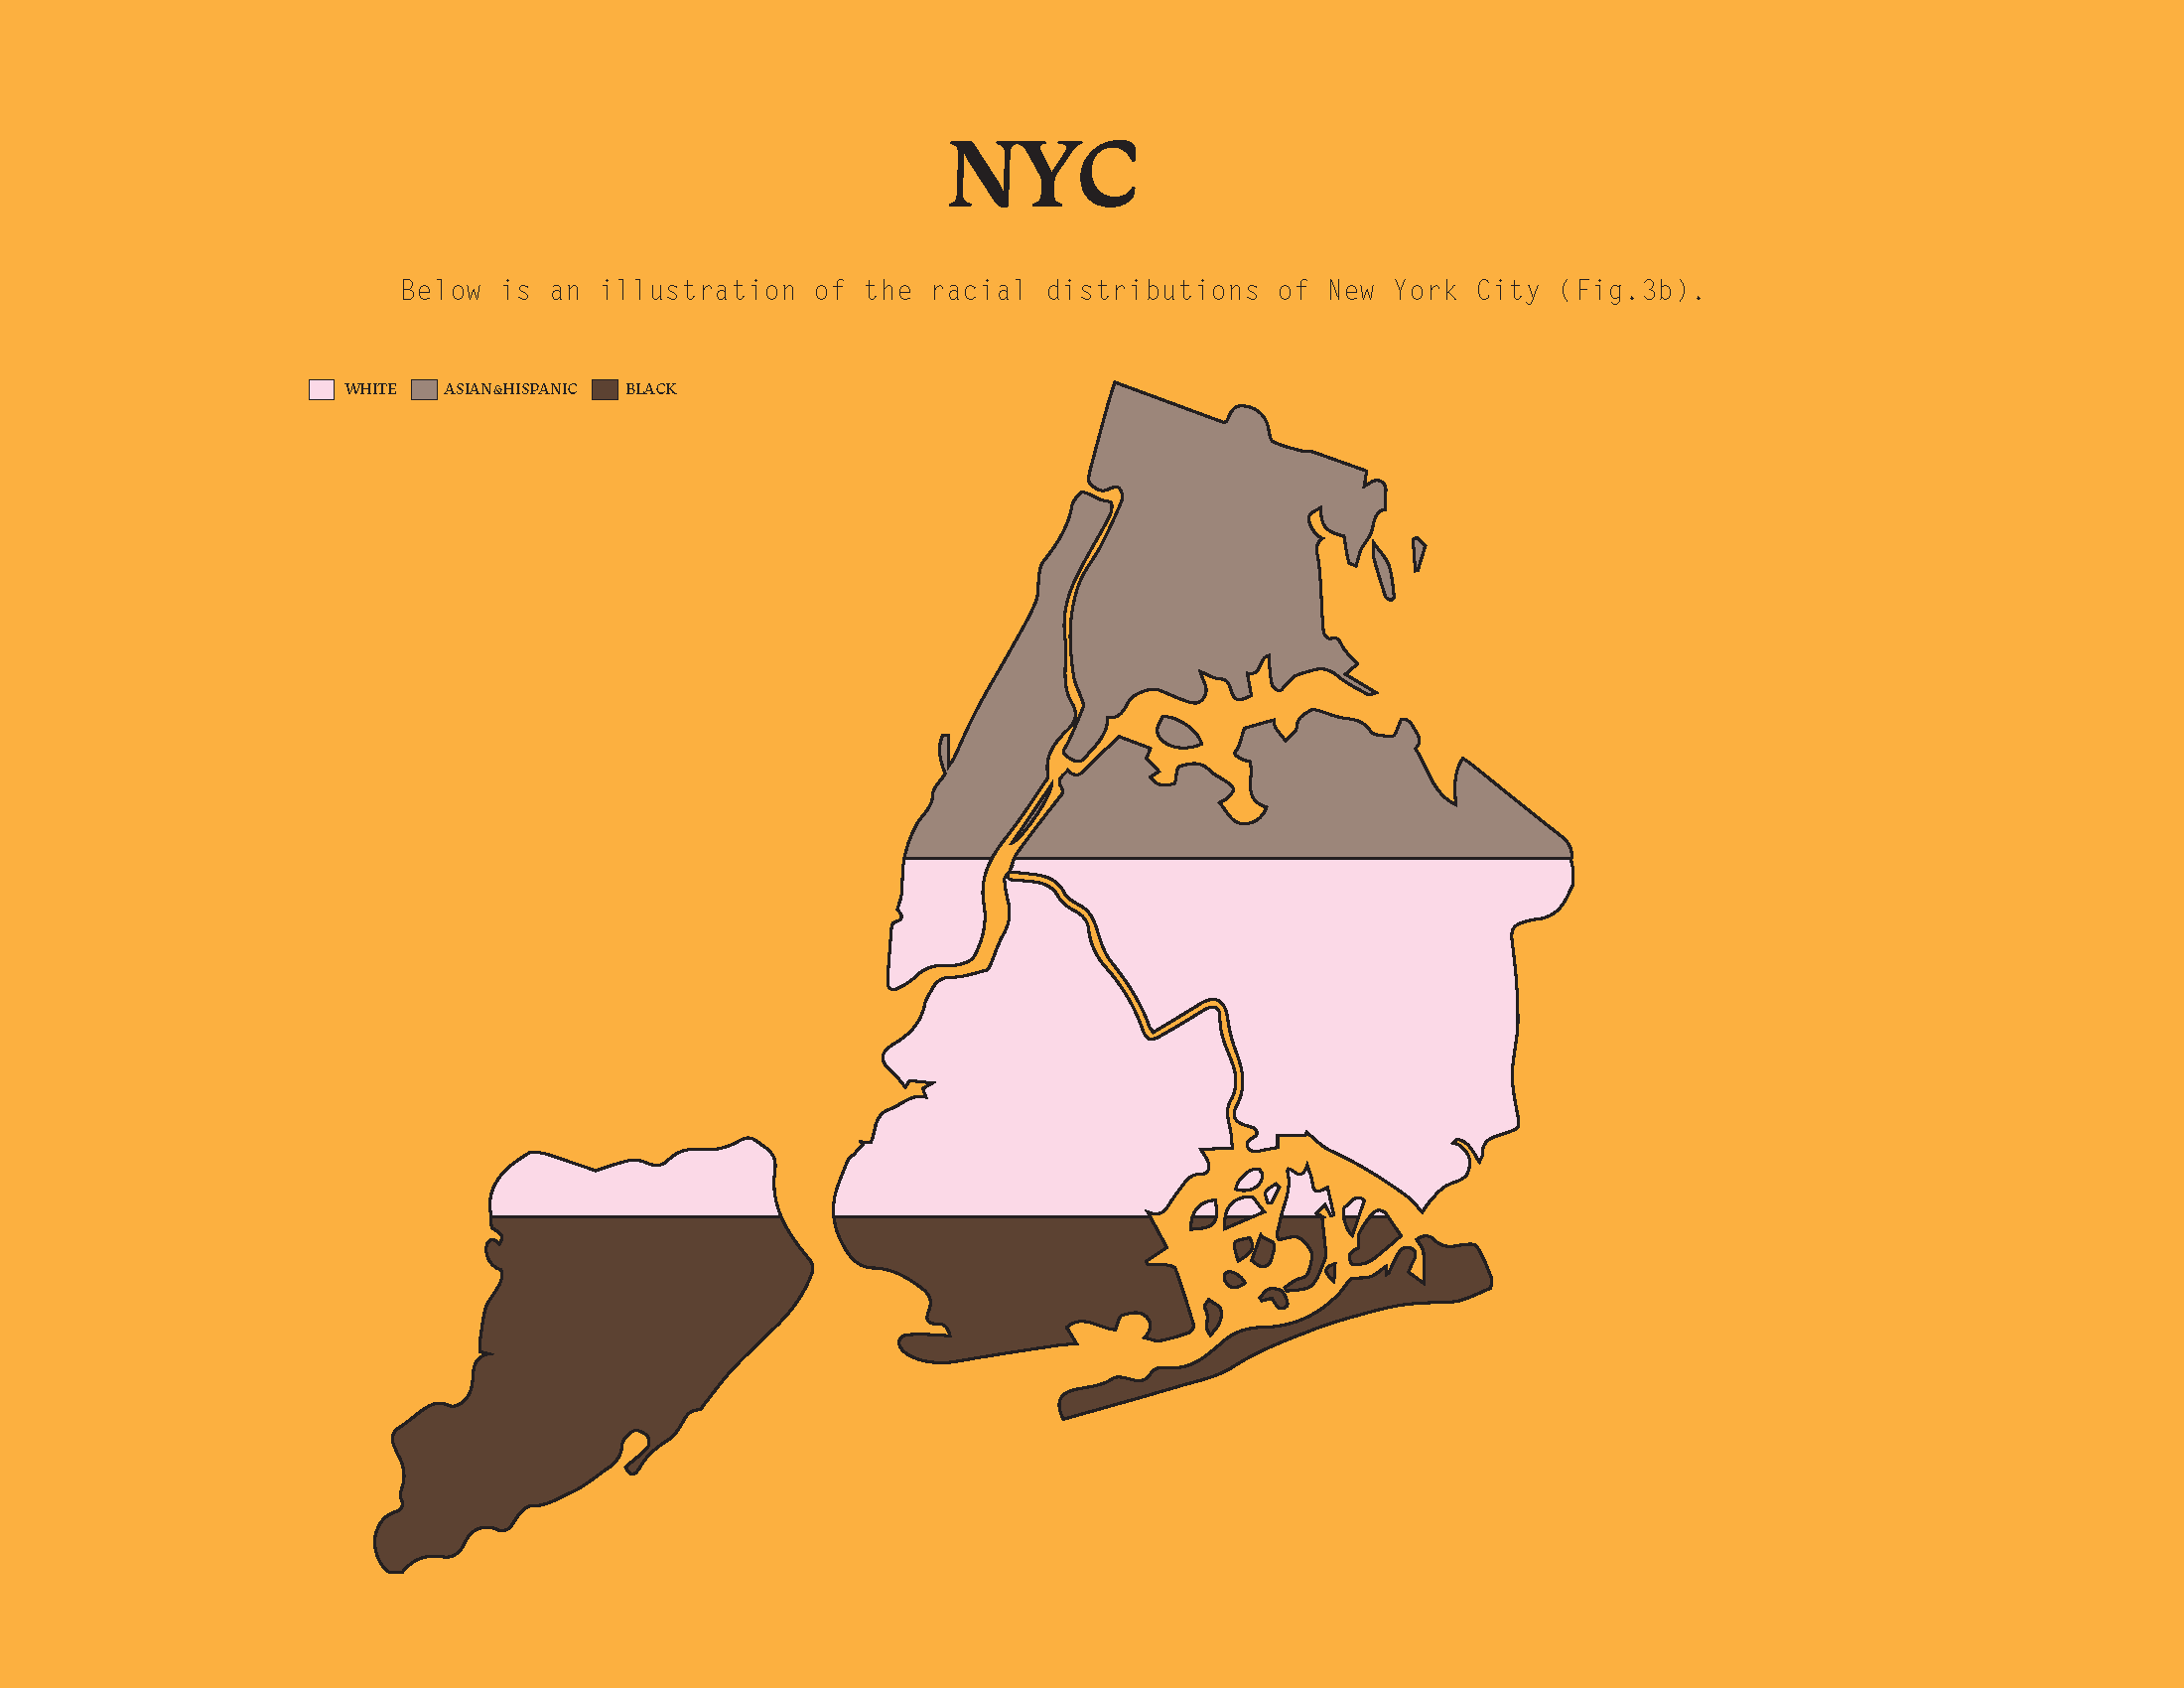 NYC
Below is an illustration of the racial distributions of New York City (Fig.3b).
WHITE ASIAN&HISPANIC BLACK